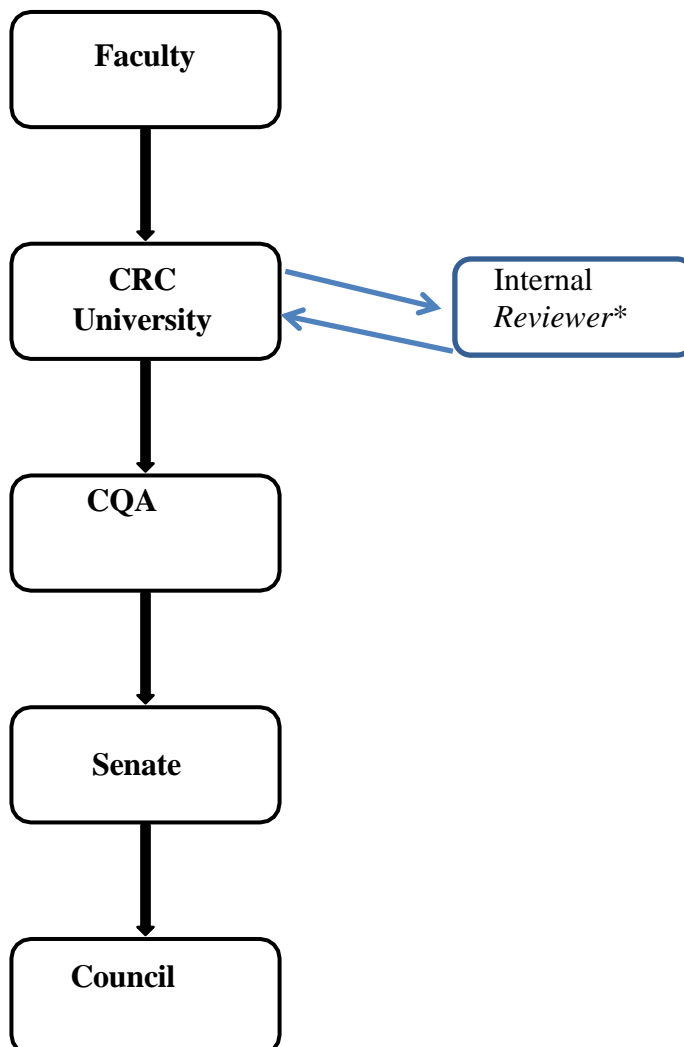 Faculty
CRC
University
Internal
Reviewer*
CQA
Senate
Council